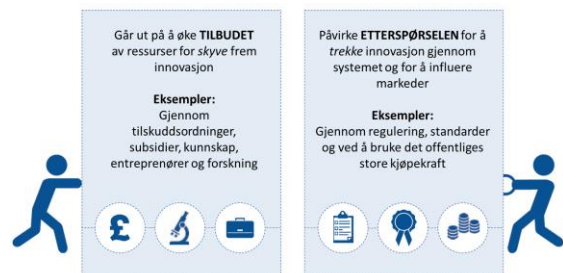 Går ut på å øke TILBUDET
av ressurser for skyve frem
innovasjon
Eksempler:
Gjennom
tilskuddsordninger,
subsidier, kunnskap,
entreprenører og forskning
£
Påvirke ETTERSPØRSELEN for å
trekke innovasjon gjennom
systemet og for å influere
markeder
Eksempler:
Gjennom regulering, standarder
og ved å bruke det offentliges
store kjøpekraft